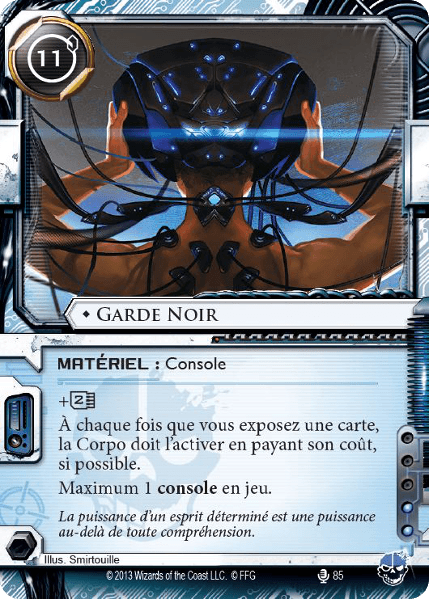 11
⬥ GARDE NOIR
MATÉRIEL : Console
+2
À chaque fois que vous exposez une carte,
la Corpo doit l'activer en payant son coût,
si possible.
Maximum 1 console en jeu.
La puissance d'un esprit déterminé est une puissance
au-delà de toute compréhension.
Illus. Smirtouille
© 2013 Wizards of the Coast LLC. © FFG
85